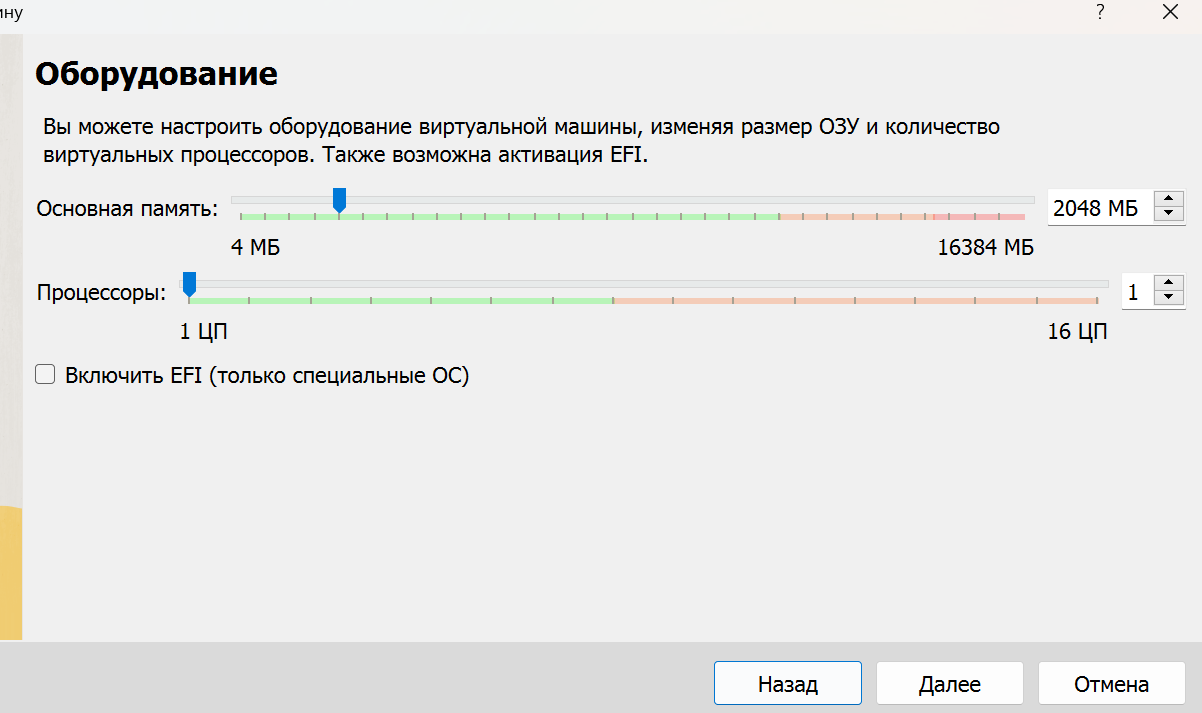 ину
?
Оборудование
Вы можете настроить оборудование виртуальной машины, изменяя размер ОЗУ и количество
виртуальных процессоров. Также возможна активация EFI.
Основная память:
2048 МБ
4 МБ
16384 МБ
Процессоры:
1
1 ЦП
16 ЦП
Включить EFI (только специальные ОС)
Назад
Далее
Отмена